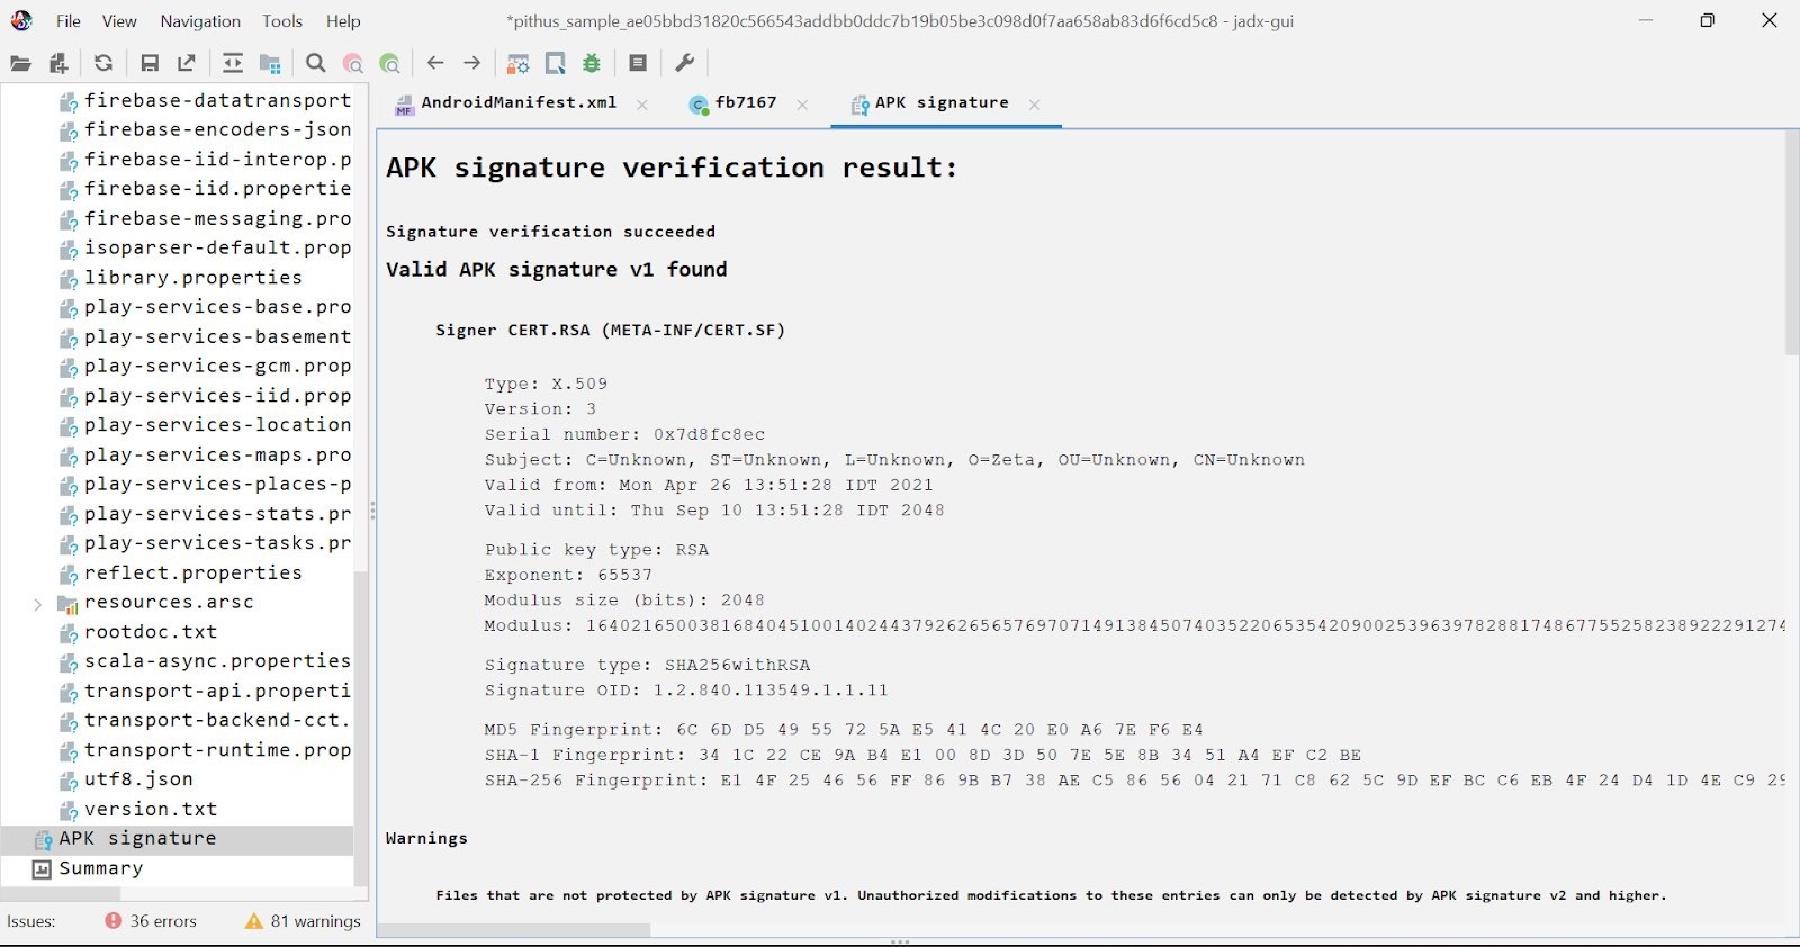 File View Navigation Tools Help
*pithus_sample_ae05bbd31820c566543addbb0ddc7b19b05be3c098d0f7aa658ab83d6f6cd5c8 - jadx-gui
firebase-datatransport
firebase-encoders-json
firebase-iid-interop.p
firebase-iid.propertie
firebase-messaging.pro
isoparser-default.prop
library.properties
play-services-base.pro
play-services-basement
play-services-gcm.prop
play-services-iid.prop
play-services-location
play-services-maps.pro
play-services-places-p
play-services-stats.pr
play-services-tasks.pr
reflect.properties
resources.arsc
rootdoc.txt
scala-async.properties
transport-api.properti
transport-backend-cct.
transport-runtime.prop
utf8.json
version.txt
APK signature
Summary
Issues: 36 errors 81 warnings
MF AndroidManifest.xml
C fb7167
APK signature
APK signature verification result:
Signature verification succeeded
Valid APK signature v1 found
Signer CERT.RSA (META-INF/CERT.SF)
Type: X.509
Version: 3
Serial number: 0x7d8fc8ec
Subject: C=Unknown, ST=Unknown, L=Unknown, O=Zeta, OU=Unknown, CN=Unknown
Valid from: Mon Apr 26 13:51:28 IDT 2021
Valid until: Thu Sep 10 13:51:28 IDT 2048
Public key type: RSA
Exponent: 65537
Modulus size (bits): 2048
Modulus: 16402165003816840451001402443792626565769707149138450740352206535420900253963978288174867755258238922291274
Signature type: SHA256withRSA
Signature OID: 1.2.840.113549.1.1.11
MD5 Fingerprint: 6C 6D D5 49 55 72 5A E5 41 4C 20 E0 A6 7E F6 E4
SHA-1 Fingerprint: 34 1C 22 CE 9A B4 E1 00 8D 3D 50 7E 5E 8B 34 51 A4 EF C2 BE
SHA-256 Fingerprint: E1 4F 25 46 56 FF 86 9B B7 38 AE C5 86 56 04 21 71 C8 62 5C 9D EF BC C6 EB 4F 24 D4 1D 4E C9 29
Warnings
Files that are not protected by APK signature v1. Unauthorized modifications to these entries can only be detected by APK signature v2 and higher.